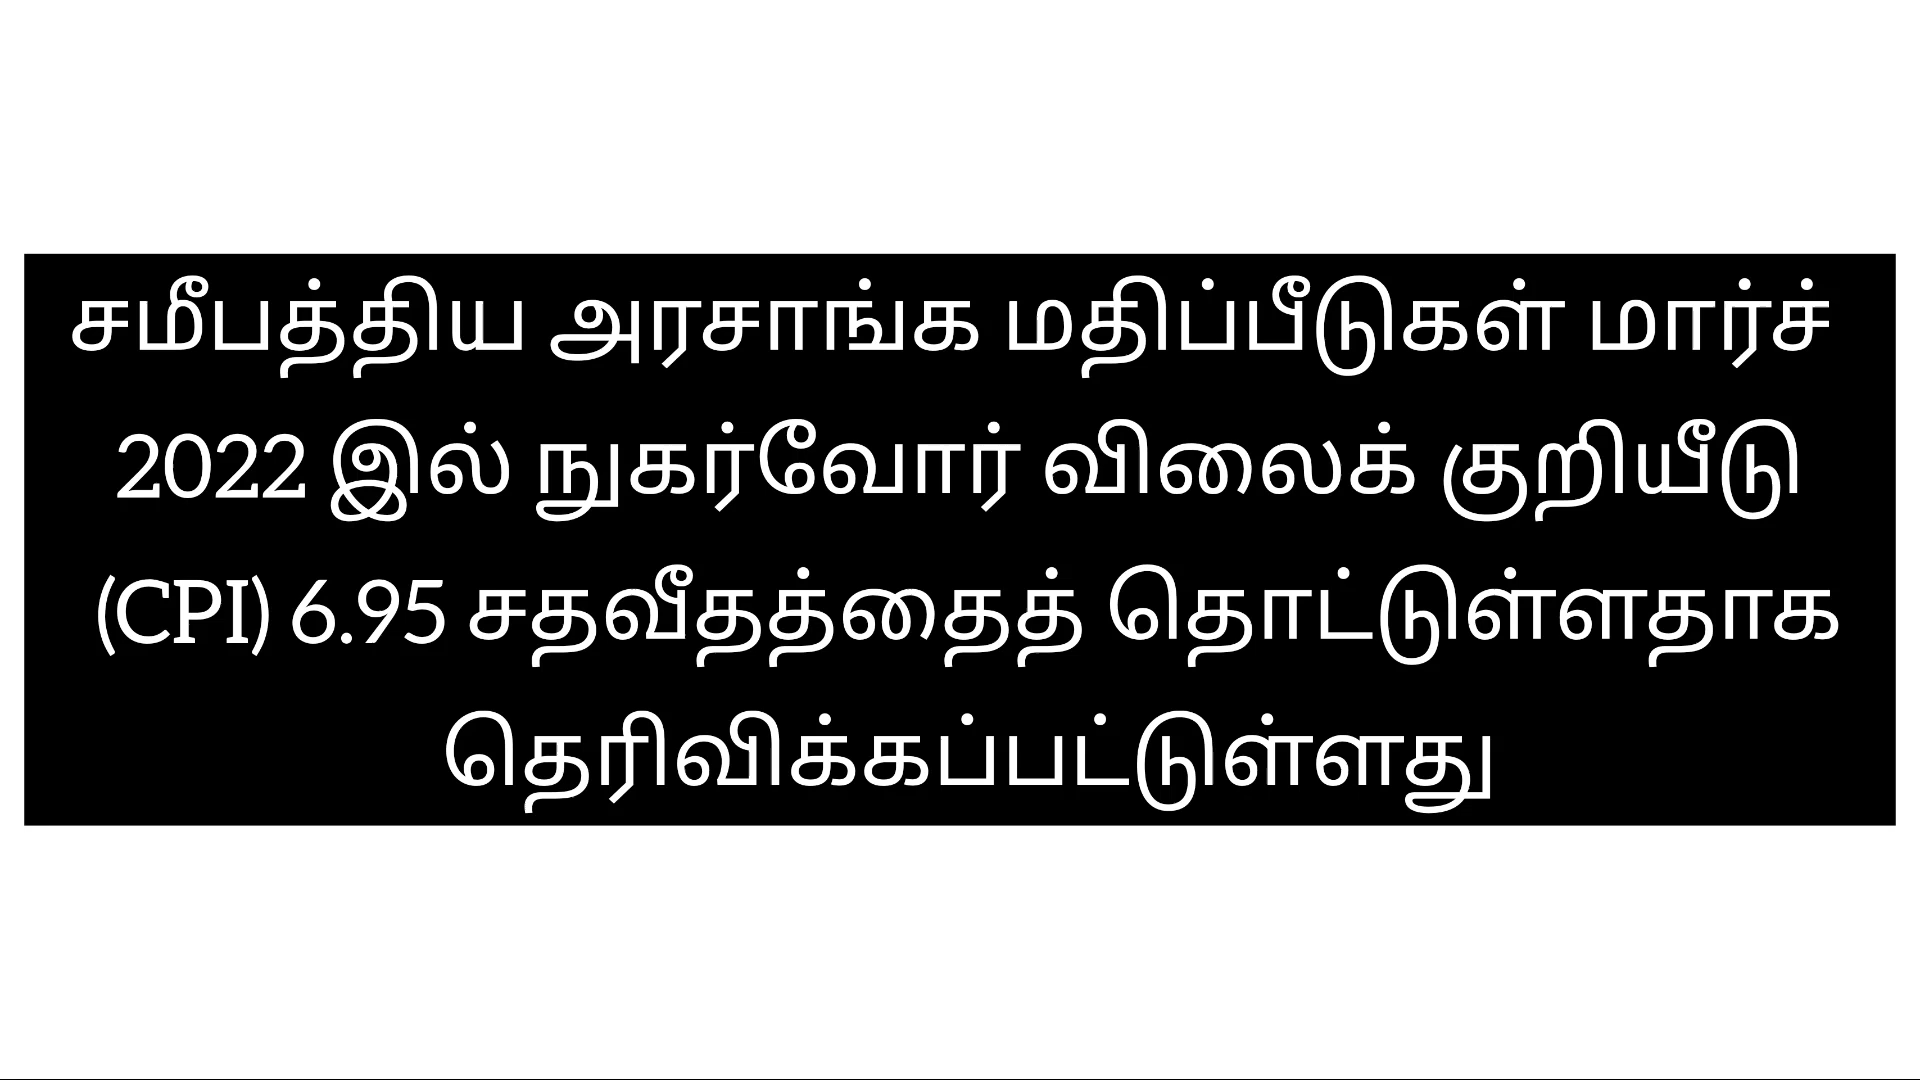 சமீபத்திய அரசாங்க மதிப்பீடுகள் மார்ச்
2022 இல் நுகர்வோர் விலைக் குறியீடு
(CPI) 6.95 சதவீதத்தைத் தொட்டுள்ளதாக
தெரிவிக்கப்பட்டுள்ளது